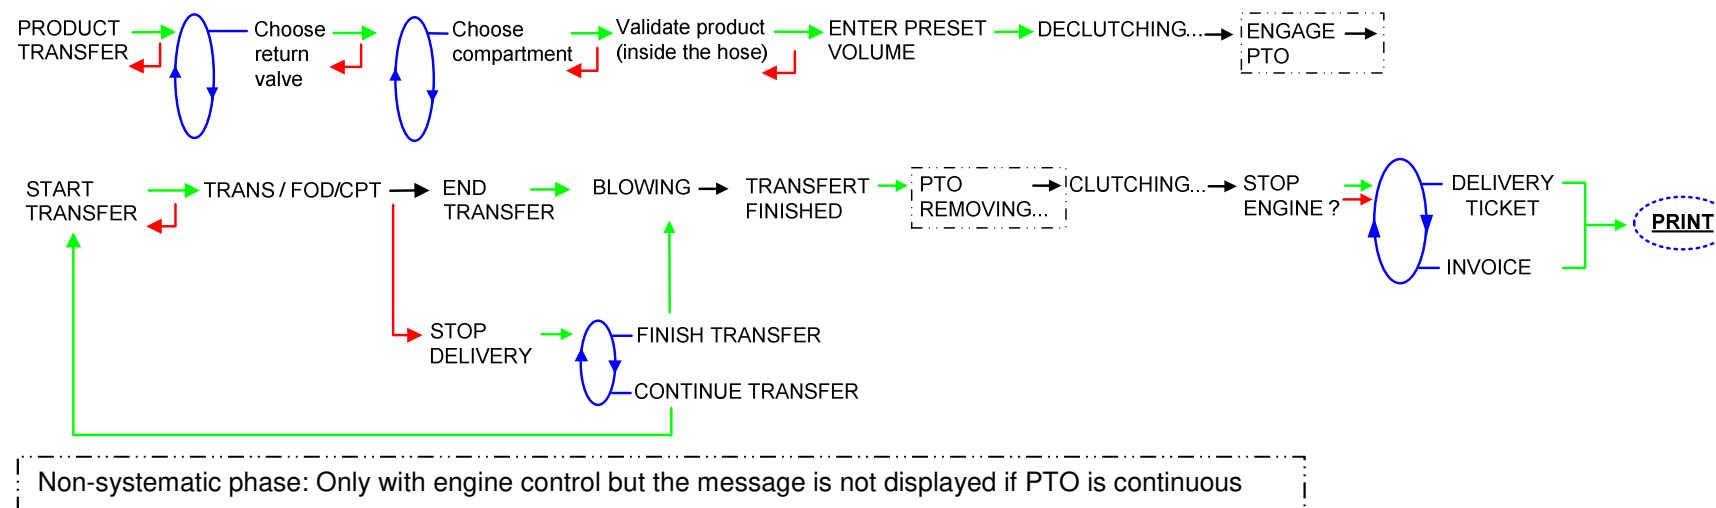 PRODUCT
TRANSFER
Choose
return
valve
Choose
compartment
Validate product
(inside the hose)
ENTER PRESET
VOLUME
DECLUTCHING...
ENGAGE
PTO
START
TRANSFER
TRANS / FOD/CPT
END
TRANSFER
BLOWING
TRANSFERT
FINISHED
PTO
REMOVING...
CLUTCHING...
STOP
ENGINE ?
DELIVERY
TICKET
INVOICE
PRINT
STOP
DELIVERY
FINISH TRANSFER
CONTINUE TRANSFER
Non-systematic phase: Only with engine control but the message is not displayed if PTO is continuous